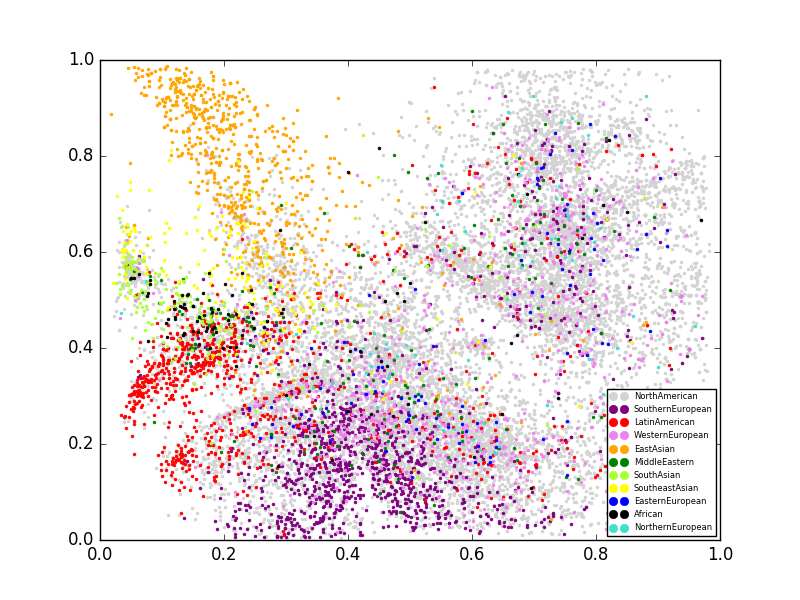 1.0
0.8
0.6
0.4
0.2
0.0
0.0 0.2 0.4 0.6 0.8 1.0
NorthAmerican
SouthernEuropean
LatinAmerican
WesternEuropean
EastAsian
MiddleEastern
SouthAsian
SoutheastAsian
EasternEuropean
African
NorthernEuropean